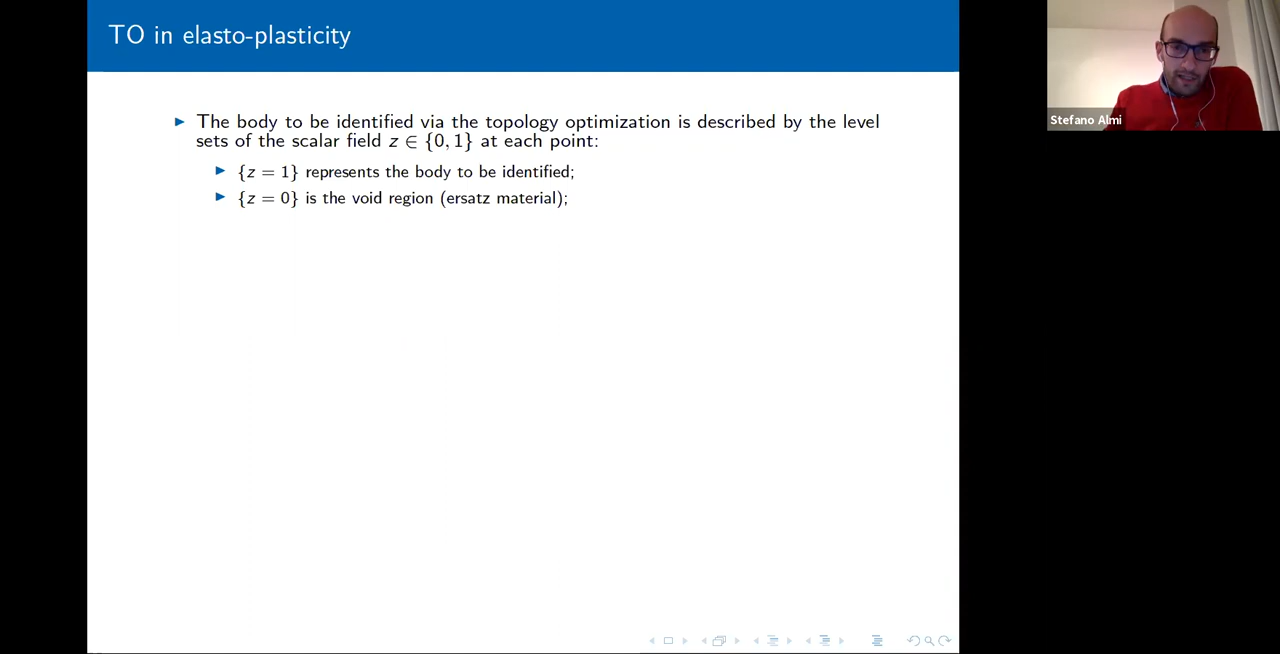 TO in elasto-plasticity
► The body to be identified via the topology optimization is described by the level
sets of the scalar field z ∈ {0, 1} at each point:
► {z = 1} represents the body to be identified;
► {z = 0} is the void region (ersatz material);
Stefano Almi